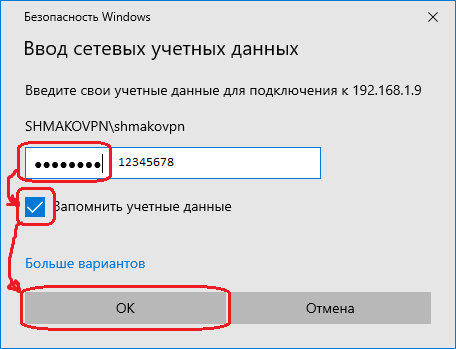 Безопасность Windows
Ввод сетевых учетных данных
Введите свои учетные данные для подключения к 192.168.1.9
SHMAKOVPN\shmakovpn
●●●●●●●● 12345678
Запомнить учетные данные
Больше вариантов
ОК Отмена